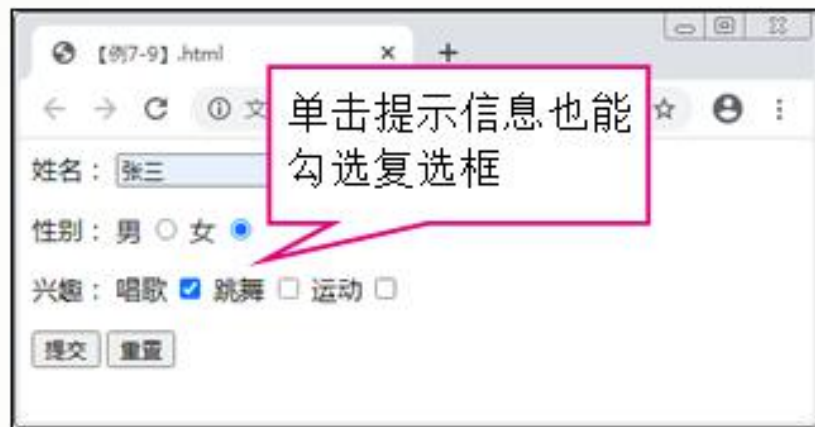 【例7-9】.html
文
单击提示信息也能
勾选复选框
姓名：张三
性别：男 女
兴趣：唱歌 跳舞 运动
提交 重置